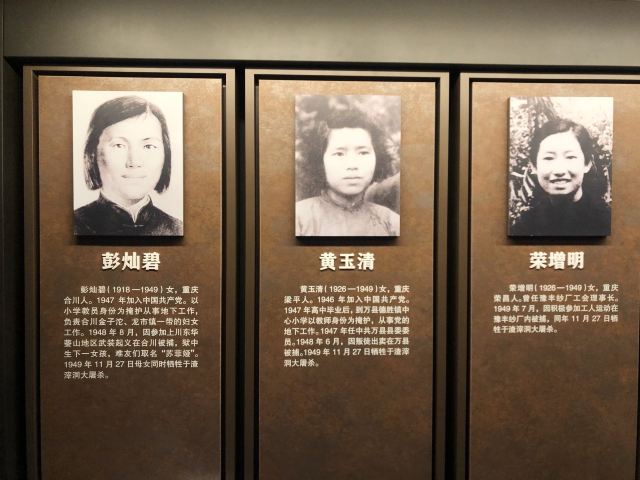 彭灿碧
彭灿碧（1918—1949）女，重庆
合川人。1947 年加入中国共产党。以
小学教员身份为掩护从事地下工作，
负责合川金子沱、龙市镇一带的妇女
工作。1948 年 8 月，因参加上川东华
蓥山地区武装起义在合川被捕，狱中
生下一女孩，难友们取名“苏菲娅”。
1949 年 11 月 27 日母女同时牺牲于渣
滓洞大屠杀。
黄玉清
黄玉清（1926—1949）女，重庆
梁平人。1946 年加入中国共产党。
1947 年高中毕业后，到万县德胜镇中
心小学以教师身份为掩护，从事党的
地下工作。1947 年任中共万县县委委
员。1948 年 6 月，因叛徒出卖在万县
被捕。1949 年 11 月 27 日牺牲于渣滓
洞大屠杀。
荣增明
荣增明（1926—1949）女，重庆
荣昌人。曾任豫丰纱厂工会理事长。
1949 年 7 月，因积极参加工人运动在
豫丰纱厂内被捕，同年 11 月 27 日牺
牲于渣滓洞大屠杀。